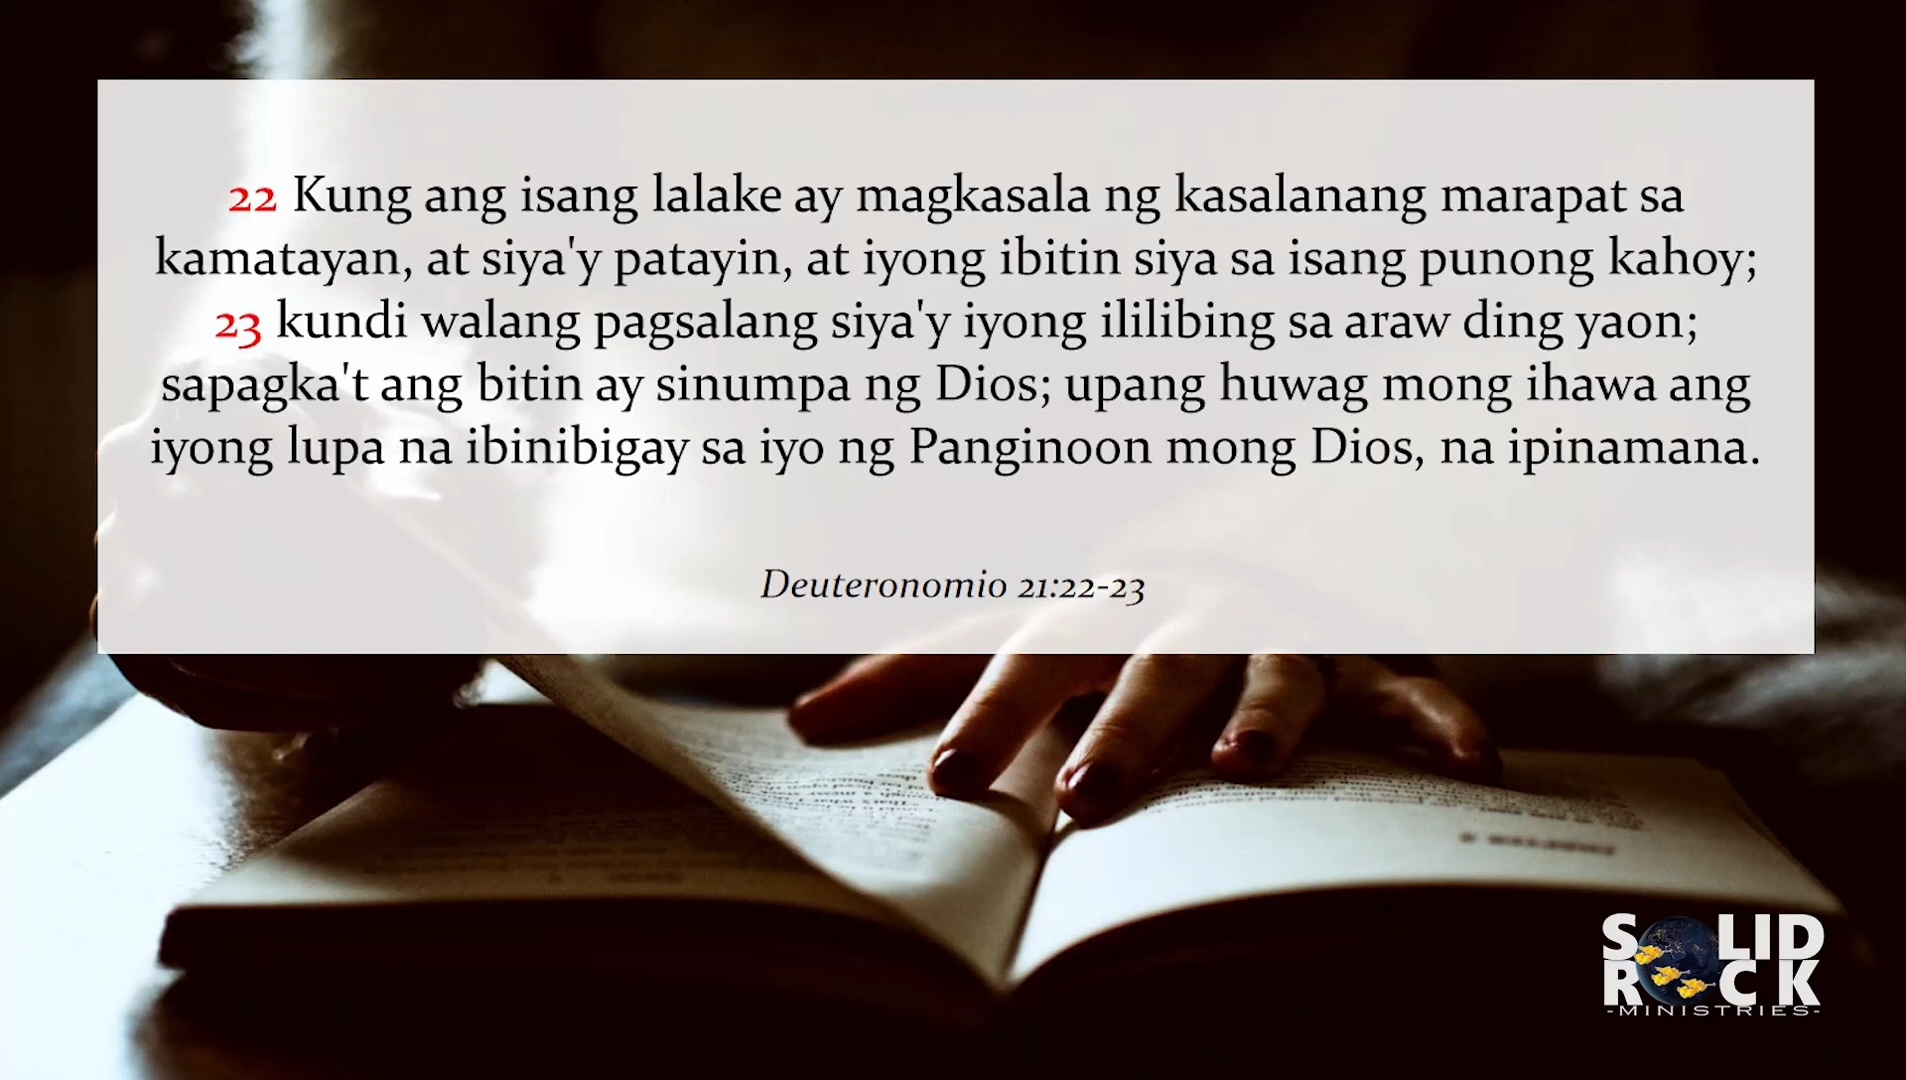 22 Kung ang isang lalake ay magkasala ng kasalanang marapat sa
kamatayan, at siya'y patayin, at iyong ibitin siya sa isang punong kahoy;
23 kundi walang pagsalang siya'y iyong ililibing sa araw ding yaon;
sapagka't ang bitin ay sinumpa ng Dios; upang huwag mong ihawa ang
iyong lupa na ibinibigay sa iyo ng Panginoon mong Dios, na ipinamana.
Deuteronomio 21:22-23
SOLID
ROCK
-MINISTRIES-